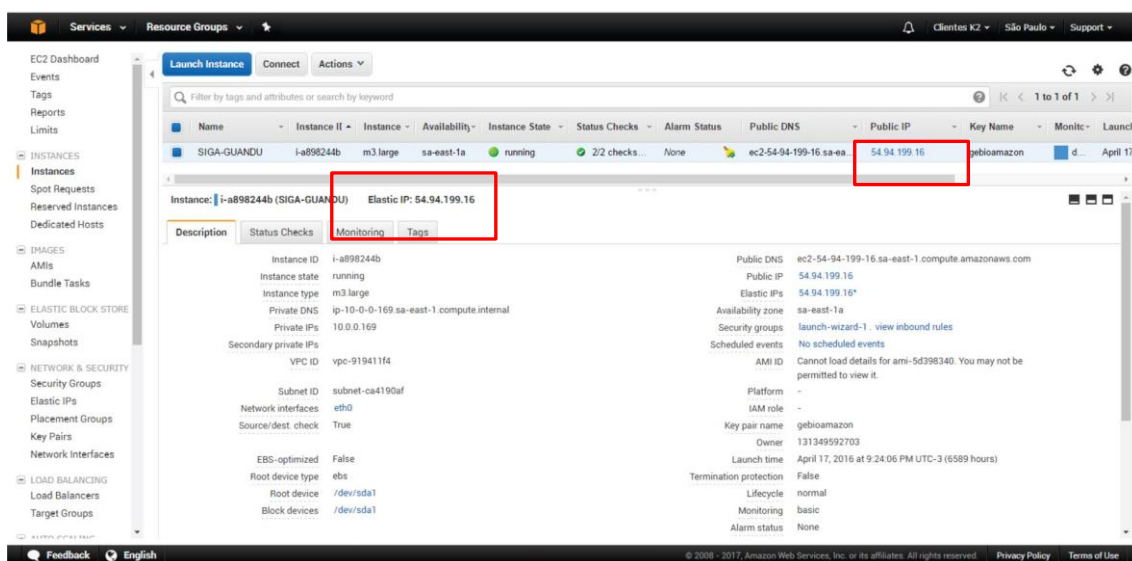 Services Resource Groups Clientes K2 São Paulo Support
EC2 Dashboard
Events
Tags
Reports
Limits
INSTANCES
Instances
Spot Requests
Reserved Instances
Dedicated Hosts
IMAGES
AMIs
Bundle Tasks
ELASTIC BLOCK STORE
Volumes
Snapshots
NETWORK & SECURITY
Security Groups
Elastic IPs
Placement Groups
Key Pairs
Network Interfaces
LOAD BALANCING
Load Balancers
Target Groups
AUTO SCALING
Launch Instance Connect Actions
Filter by tags and attributes or search by keyword 1 to 1 of 1
Name Instance Instance Availability Instance State Status Checks Alarm Status Public DNS Public IP Key Name Launch
SIGA-GUANDU i-a898244b m3.large sa-east-1a running 2/2 checks... None ec2-54-94-199-16.sa-ea... 54.94.199.16 gebioamazon d... April 17
Instance: i-a898244b (SIGA-GUANDU) Elastic IP: 54.94.199.16
Description Status Checks Monitoring Tags
Instance ID i-a898244b Public DNS ec2-54-94-199-16.sa-east-1.compute.amazonaws.com
Instance state running Public IP 54.94.199.16
Instance type m3.large Elastic IPs 54.94.199.16*
Private DNS ip-10-0-0-169.sa-east-1.compute.internal Availability zone sa-east-1a
Private IPs 10.0.0.169 Security groups launch-wizard-1 . view inbound rules
Secondary private IPs Scheduled events No scheduled events
VPC ID vpc-919411f4 AMI ID Cannot load details for ami-5d398340. You may not be
permitted to view it.
Subnet ID subnet-ca4190af Platform -
Network interfaces eth0 IAM role -
Source/dest. check True Key pair name gebioamazon
Owner 131349592703
EBS-optimized False Launch time April 17, 2016 at 9:24:06 PM UTC-3 (6589 hours)
Root device type ebs Termination protection False
Root device /dev/sda1 Lifecycle normal
Block devices /dev/sda1 Monitoring basic
Alarm status None
Feedback English © 2008 - 2017, Amazon Web Services, Inc. or its affiliates. All rights reserved. Privacy Policy Terms of Use